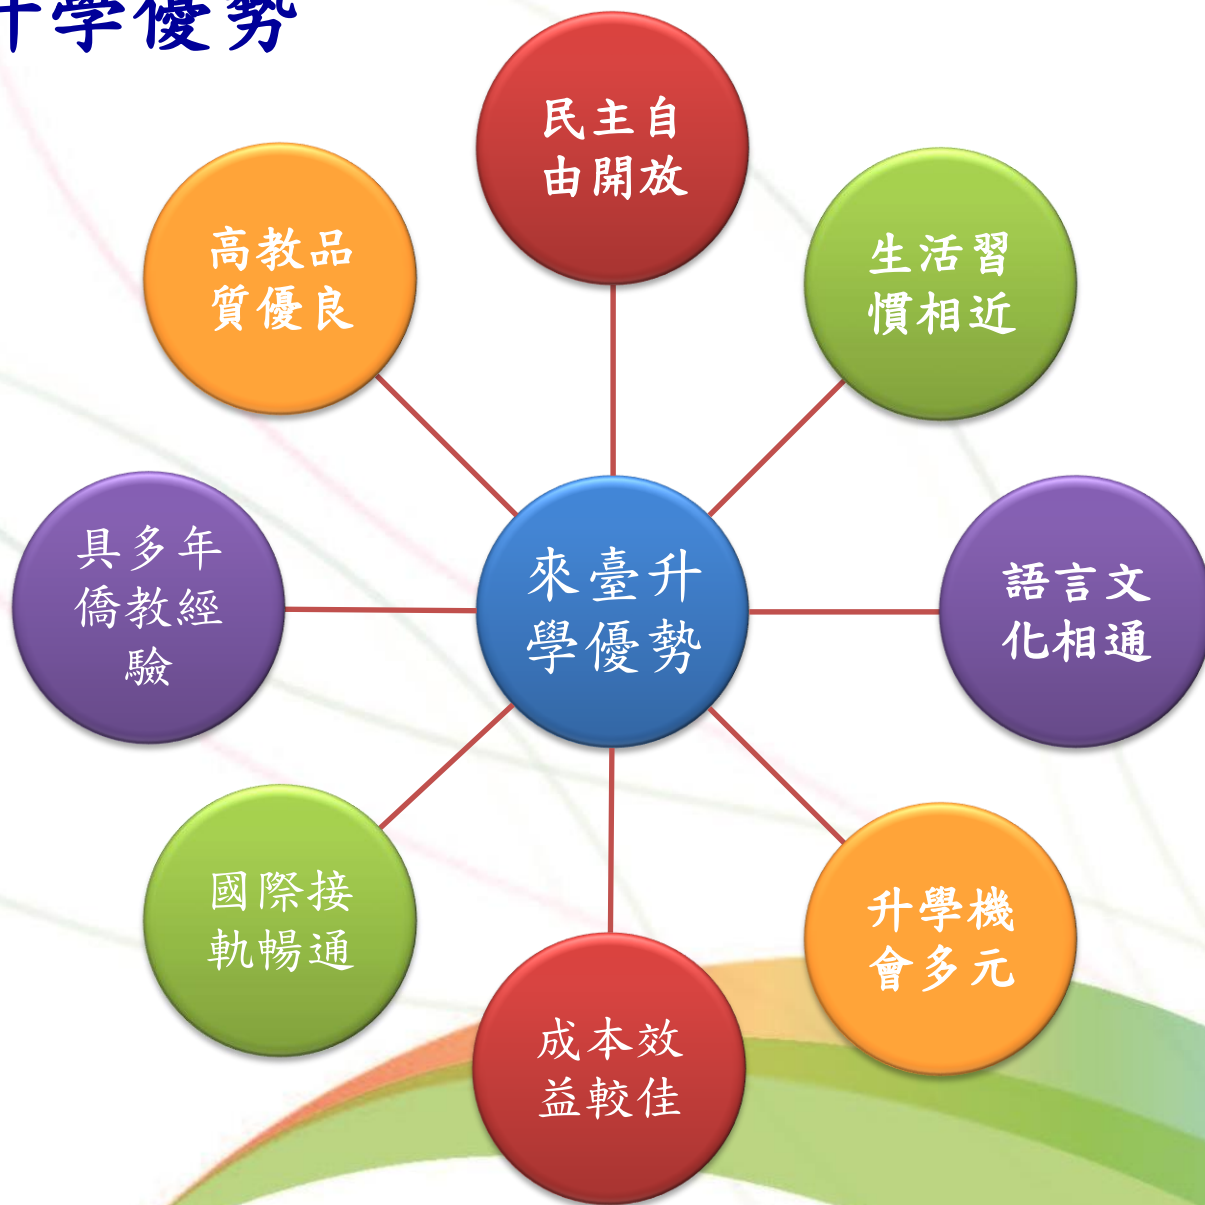 升學優勢
民主自
由開放
生活習
慣相近
語言文
化相通
升學機
會多元
成本效
益較佳
國際接
軌暢通
具多年
僑教經
驗
高教品
質優良
來臺升
學優勢